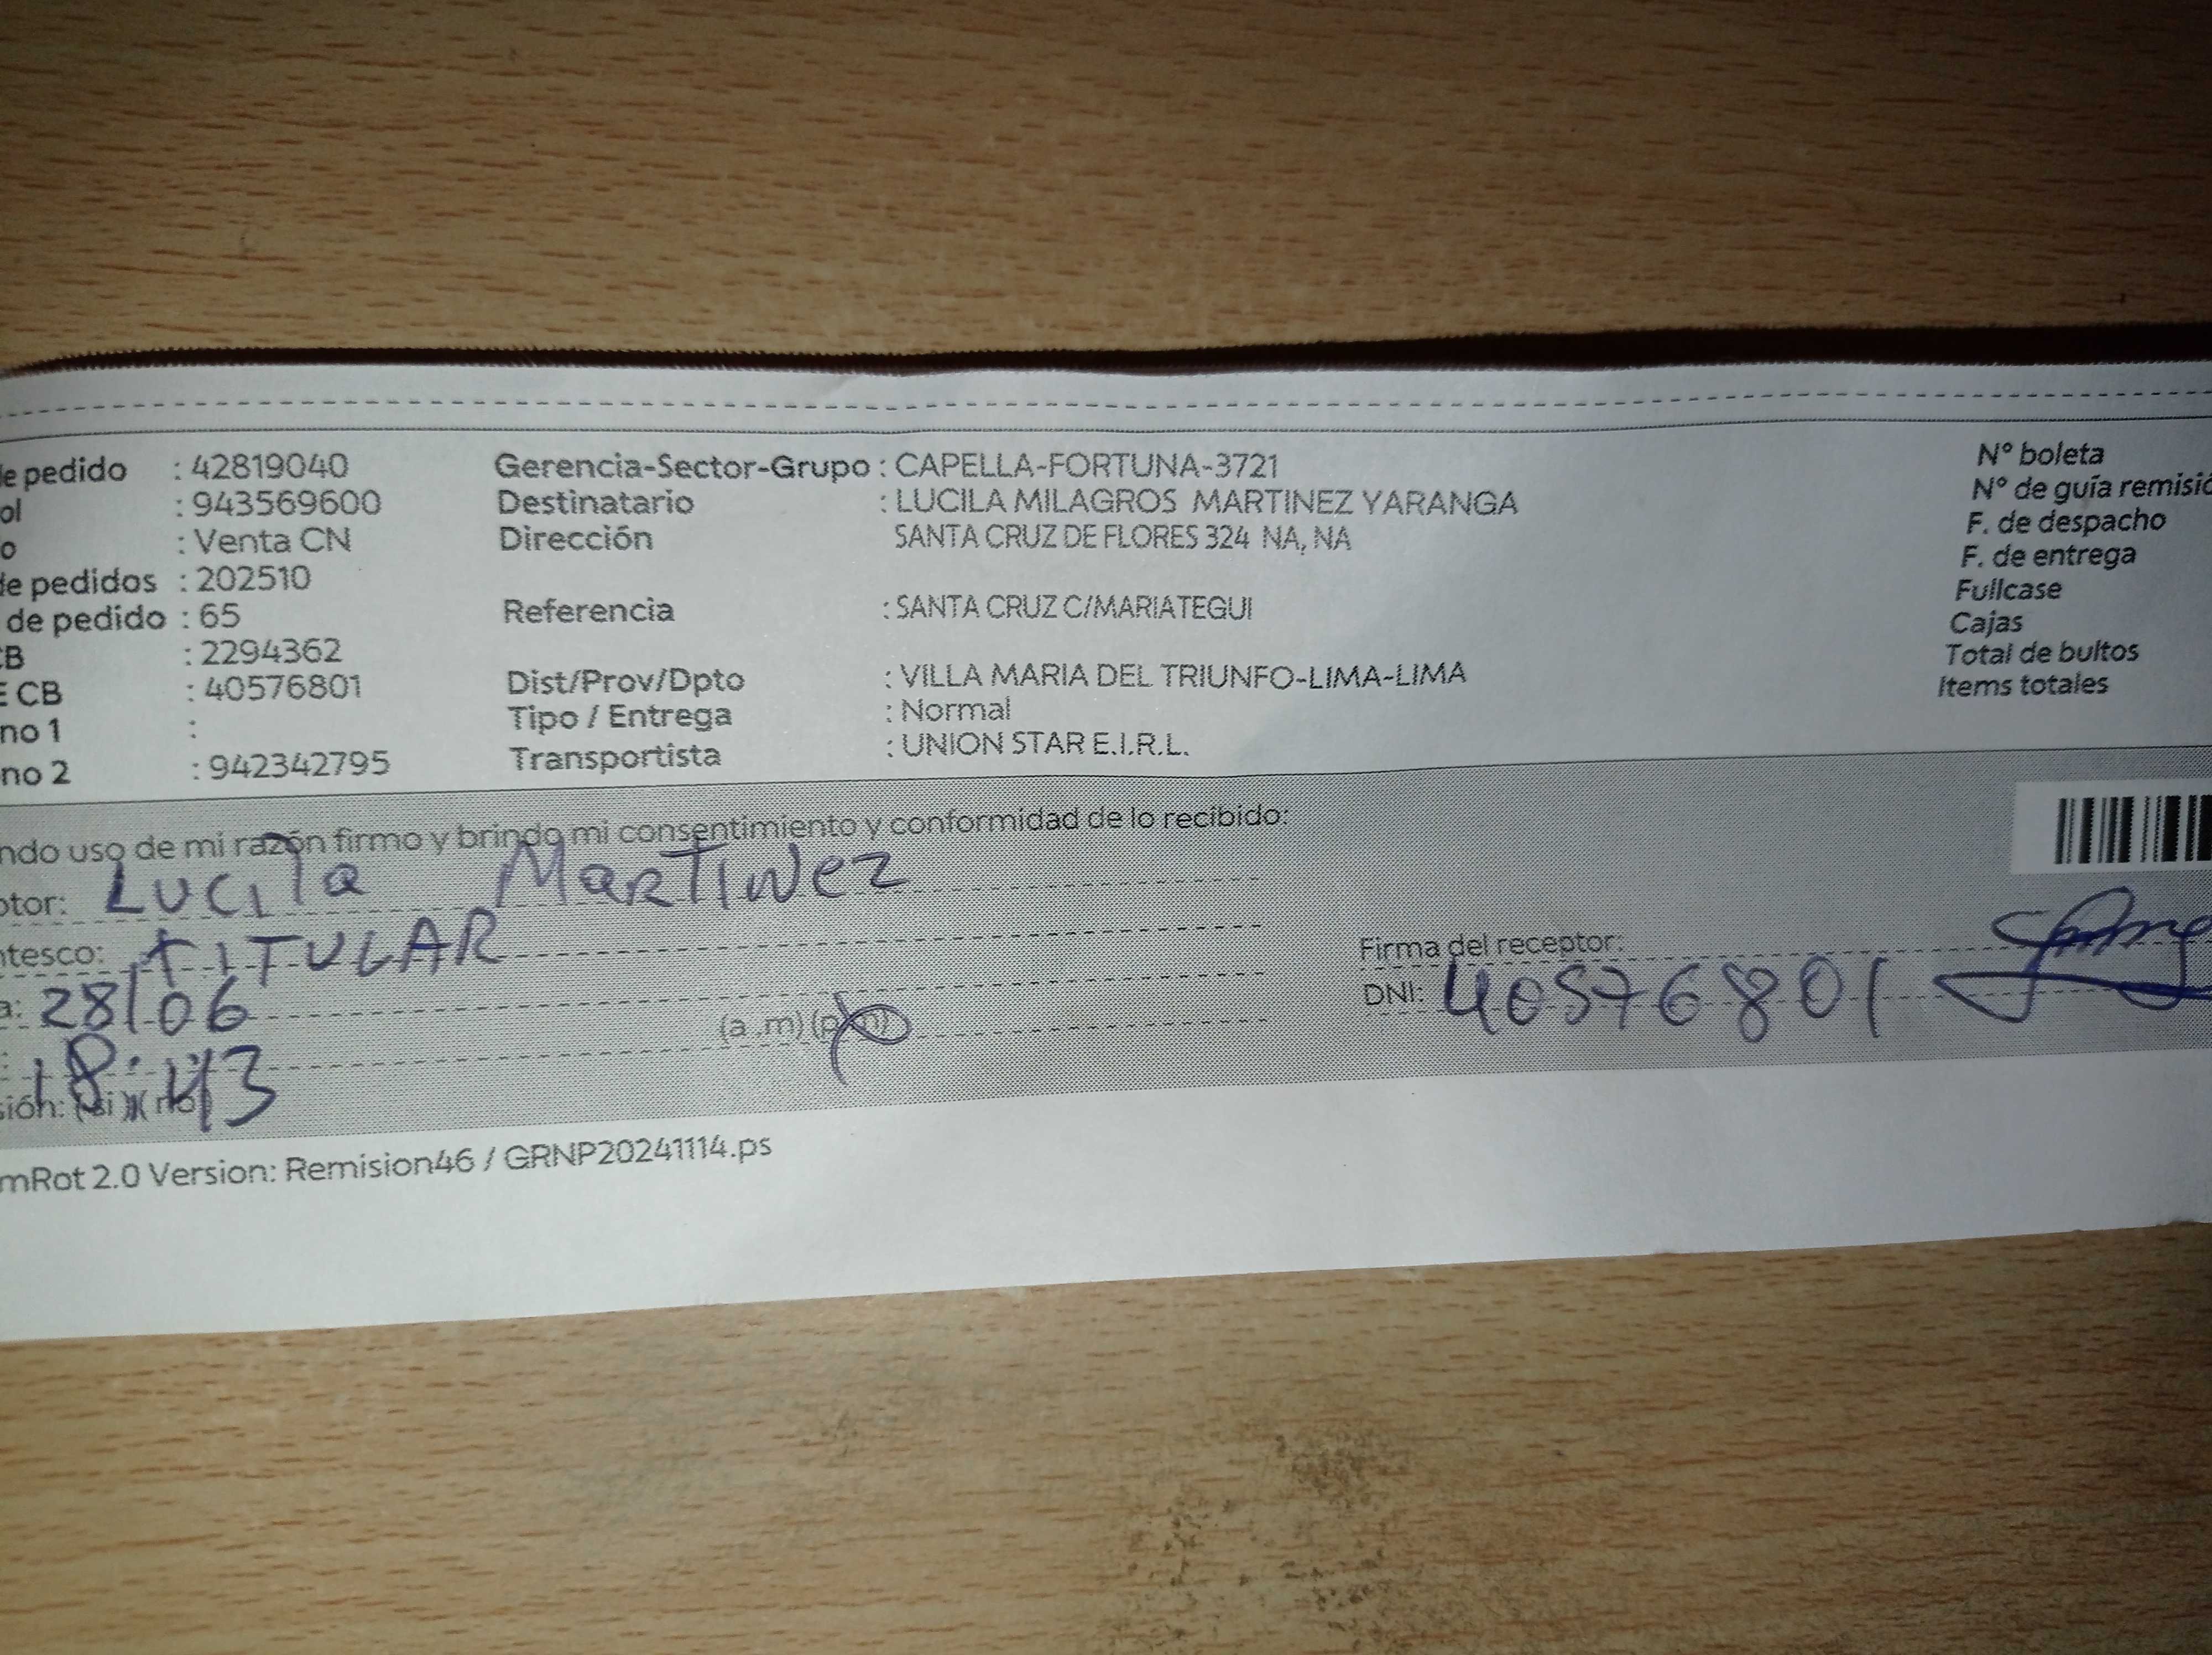 le pedido : 42819040 Gerencia-Sector-Grupo : CAPELLA-FORTUNA-3721 N° boleta
ol : 943569600 Destinatario : LUCILA MILAGROS MARTINEZ YARANGA N° de guía remisió
o : Venta CN Dirección SANTA CRUZ DE FLORES 324 NA, NA F. de despacho
de pedidos : 202510 F. de entrega
de pedido : 65 Referencia : SANTA CRUZ C/MARIATEGUI Fullcase
CB : 2294362 Cajas
E CB : 40576801 Dist/Prov/Dpto : VILLA MARIA DEL TRIUNFO-LIMA-LIMA Total de bultos
no 1 : Tipo / Entrega : Normal Items totales
no 2 : 942342795 Transportista : UNION STAR E.I.R.L.
ndo uso de mi razón firmo y brindo mi consentimiento y conformidad de lo recibido:
otor: LUCILa MaRTINez
ntesco: TITULAR Firma del receptor:
a: 28/06 DNI: 40576801
: 18:43 (a .m) (p
sión: (si) (no)
mRot 2.0 Version: Remision46 / GRNP20241114.ps